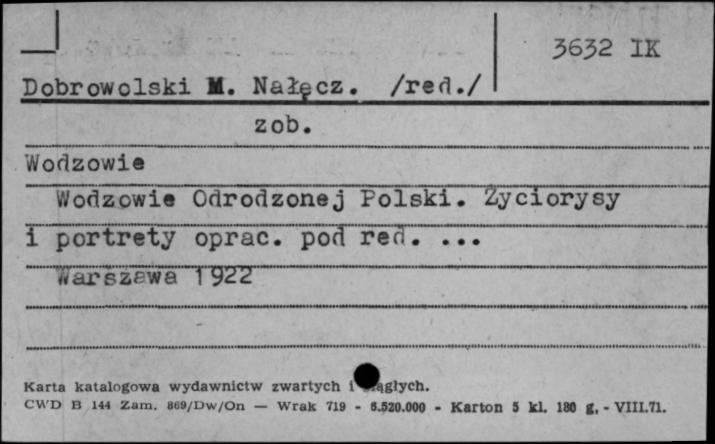 3632 IK
Dobrowolski M. Nałęcz. /red./
zob.
Wodzowie
Wodzowie Odrodzonej Polski. Życiorysy
i portrety oprac. pod red. ...
Warszawa 1922
Karta katalogowa wydawnictw zwartych i
CWD B 144 Zam. 869/Dw/On — Wrak 719 - 6.520.000 - Karton 5 kl. 180 g. - VIII.71.